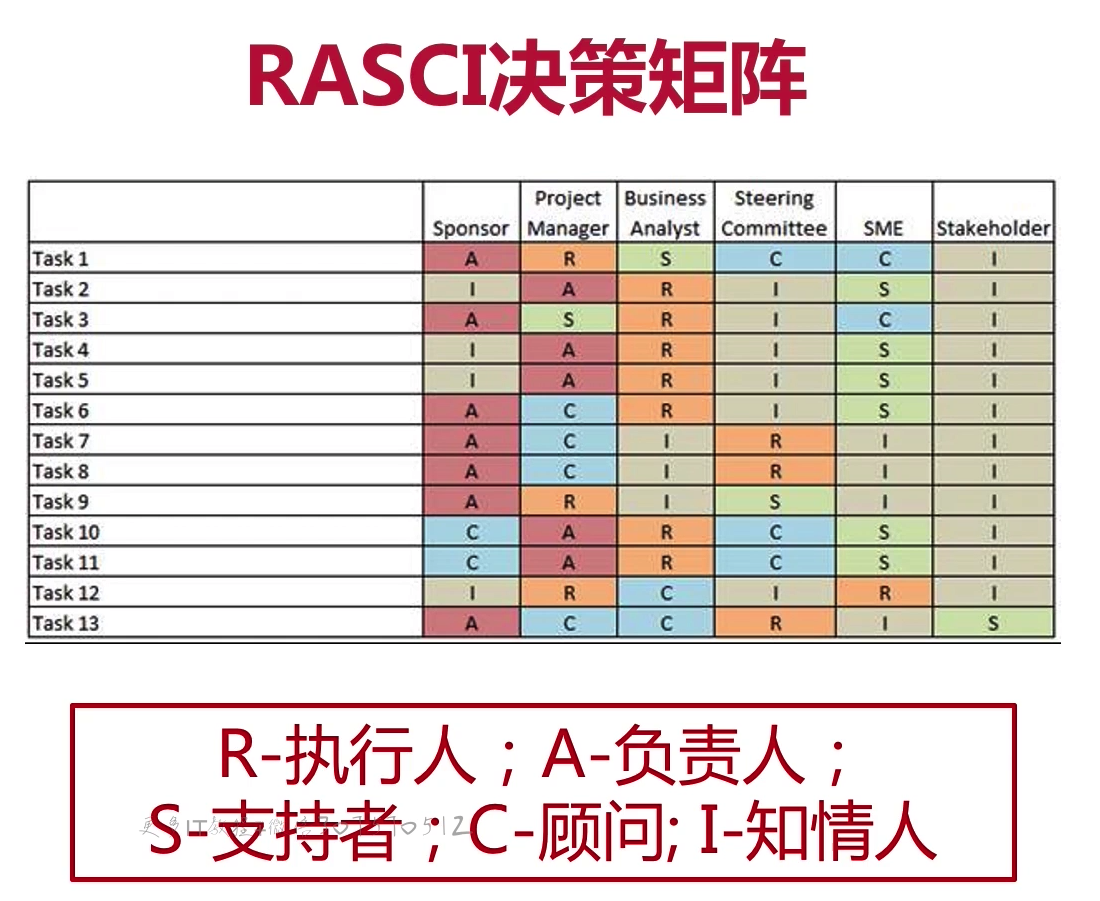 RASCI决策矩阵
Sponsor Project Manager Business Analyst Steering Committee SME Stakeholder
Task 1 A R S C C I
Task 2 I A R I S I
Task 3 A S R I C I
Task 4 I A R I S I
Task 5 I A R I S I
Task 6 A C R I S I
Task 7 A C I R I I
Task 8 A C I R I I
Task 9 A R I S I I
Task 10 C A R C S I
Task 11 C A R C S I
Task 12 I R C I R I
Task 13 A C C R I S
R-执行人；A-负责人；
S-支持者；C-顾问; I-知情人